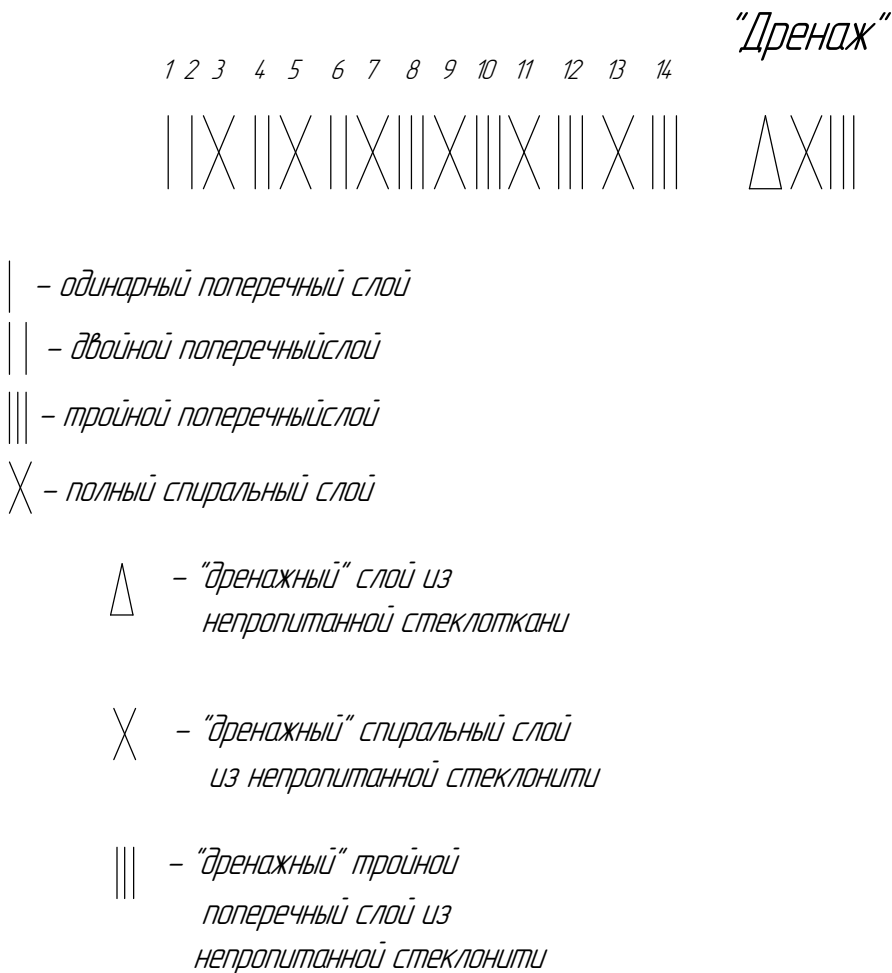 "Дренаж"
1 2 3 4 5 6 7 8 9 10 11 12 13 14
– одинарный поперечный слой
– двойной поперечныйслой
– тройной поперечныйслой
– полный спиральный слой
– "дренажный" слой из
непропитанной стеклоткани
– "дренажный" спиральный слой
из непропитанной стеклонити
– "дренажный" тройной
поперечный слой из
непропитанной стеклонити